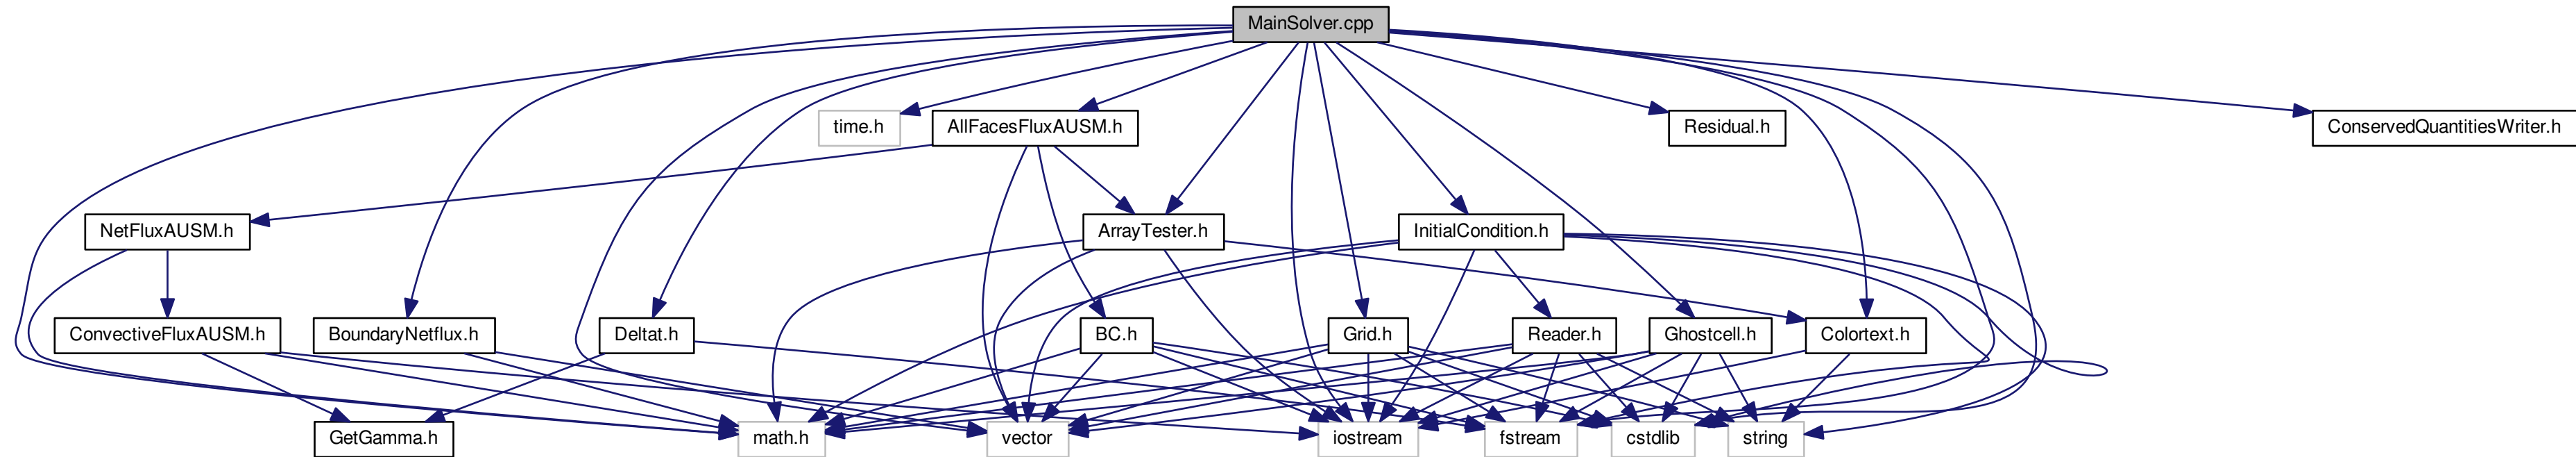 MainSolver.cpp
time.h
AllFacesFluxAUSM.h
Residual.h
ConservedQuantitiesWriter.h
NetFluxAUSM.h
ArrayTester.h
InitialCondition.h
ConvectiveFluxAUSM.h
BoundaryNetflux.h
Deltat.h
BC.h
Grid.h
Reader.h
Ghostcell.h
Colortext.h
GetGamma.h
math.h
vector
iostream
fstream
cstdlib
string